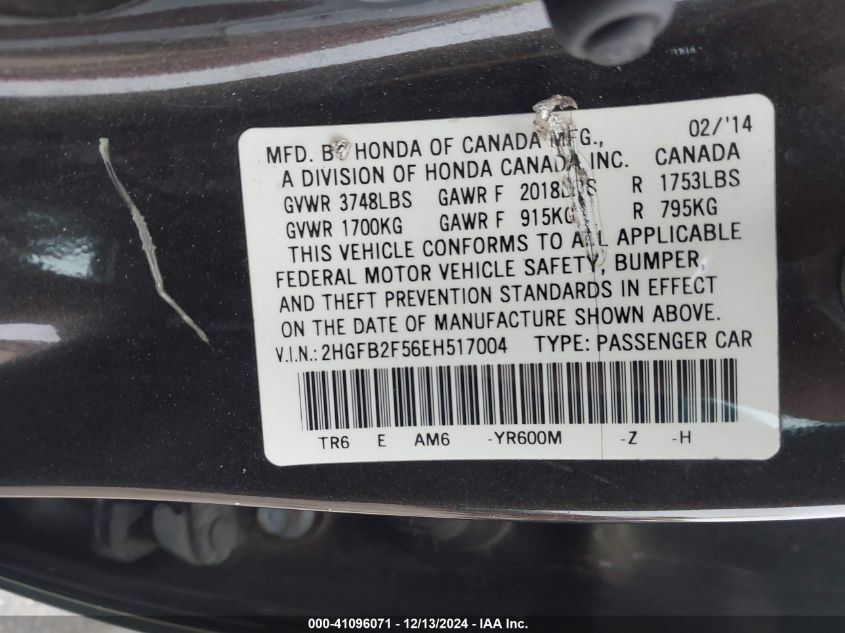 MFD. BY HONDA OF CANADA MFG., 02/'14
A DIVISION OF HONDA CANADA INC. CANADA
GVWR 3748LBS GAWR F 2018LBS R 1753LBS
GVWR 1700KG GAWR F 915KG R 795KG
THIS VEHICLE CONFORMS TO ALL APPLICABLE
FEDERAL MOTOR VEHICLE SAFETY, BUMPER,
AND THEFT PREVENTION STANDARDS IN EFFECT
ON THE DATE OF MANUFACTURE SHOWN ABOVE.
V.I.N.: 2HGFB2F56EH517004 TYPE: PASSENGER CAR
TR6 E AM6 -YR600M -Z -H
000-41096071 - 12/13/2024 - IAA Inc.